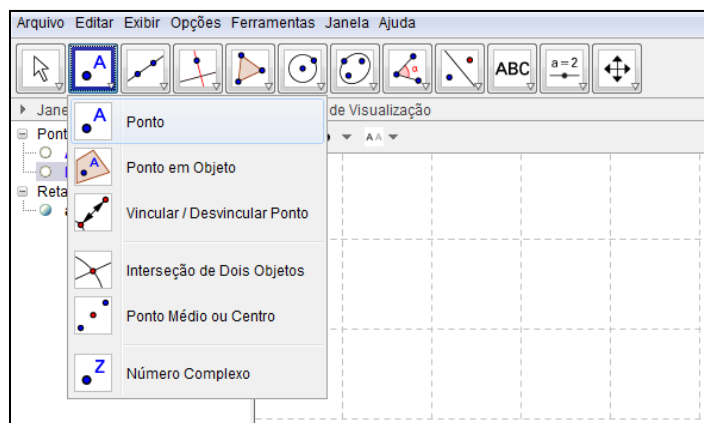 Arquivo Editar Exibir Opções Ferramentas Janela Ajuda
A ABC a=2
α
Jane de Visualização
Pont AA
Reta
A Ponto
A Ponto em Objeto
Vincular / Desvincular Ponto
Interseção de Dois Objetos
Ponto Médio ou Centro
Z Número Complexo